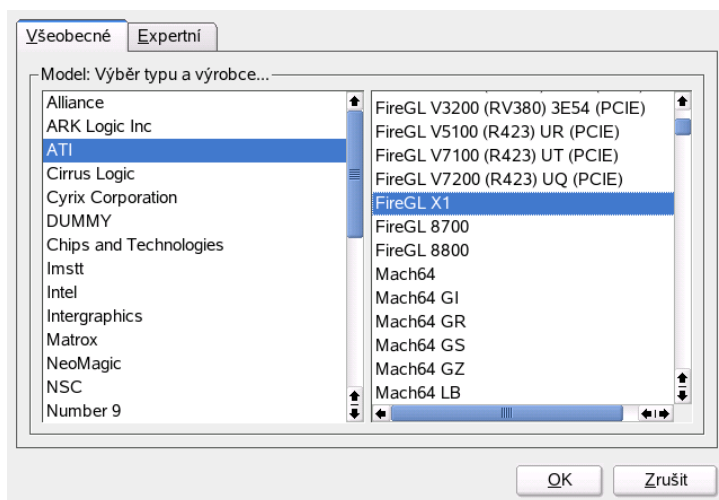 Všeobecné
Expertní
Model: Výběr typu a výrobce...
Alliance
ARK Logic Inc
ATI
Cirrus Logic
Cyrix Corporation
DUMMY
Chips and Technologies
Imstt
Intel
Intergraphics
Matrox
NeoMagic
NSC
Number 9
FireGL V3200 (RV380) 3E54 (PCIE)
FireGL V5100 (R423) UR (PCIE)
FireGL V7100 (R423) UT (PCIE)
FireGL V7200 (R423) UQ (PCIE)
FireGL X1
FireGL 8700
FireGL 8800
Mach64
Mach64 GI
Mach64 GR
Mach64 GS
Mach64 GZ
Mach64 LB
OK
Zrušit